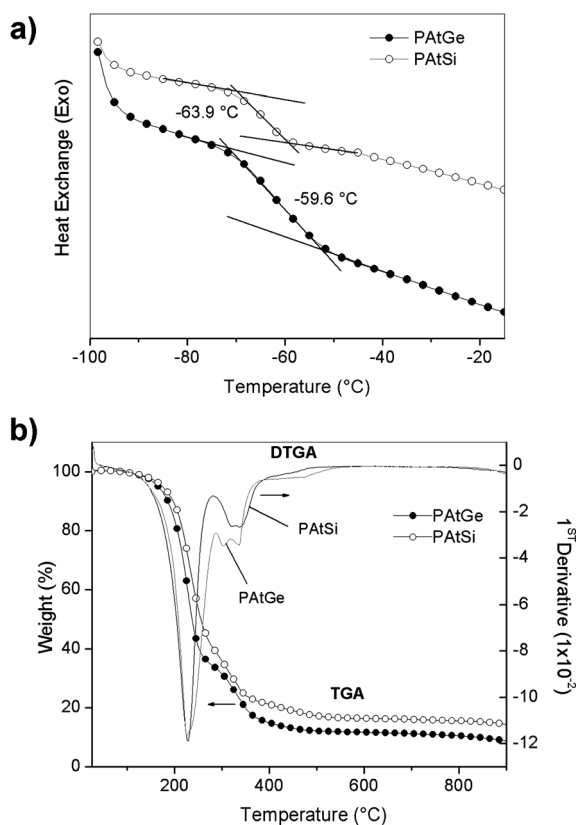 a)
PAtGe
PAtSi
-63.9 °C
-59.6 °C
Heat Exchange (Exo)
-100 -80 -60 -40 -20
Temperature (°C)
b)
DTGA
100
80
60
40
20
0
0
-2
-4
-6
-8
-10
-12
PAtGe
PAtSi
PAtSi
PAtGe
TGA
Weight (%)
1ST Derivative (1x10-2)
200 400 600 800
Temperature (°C)